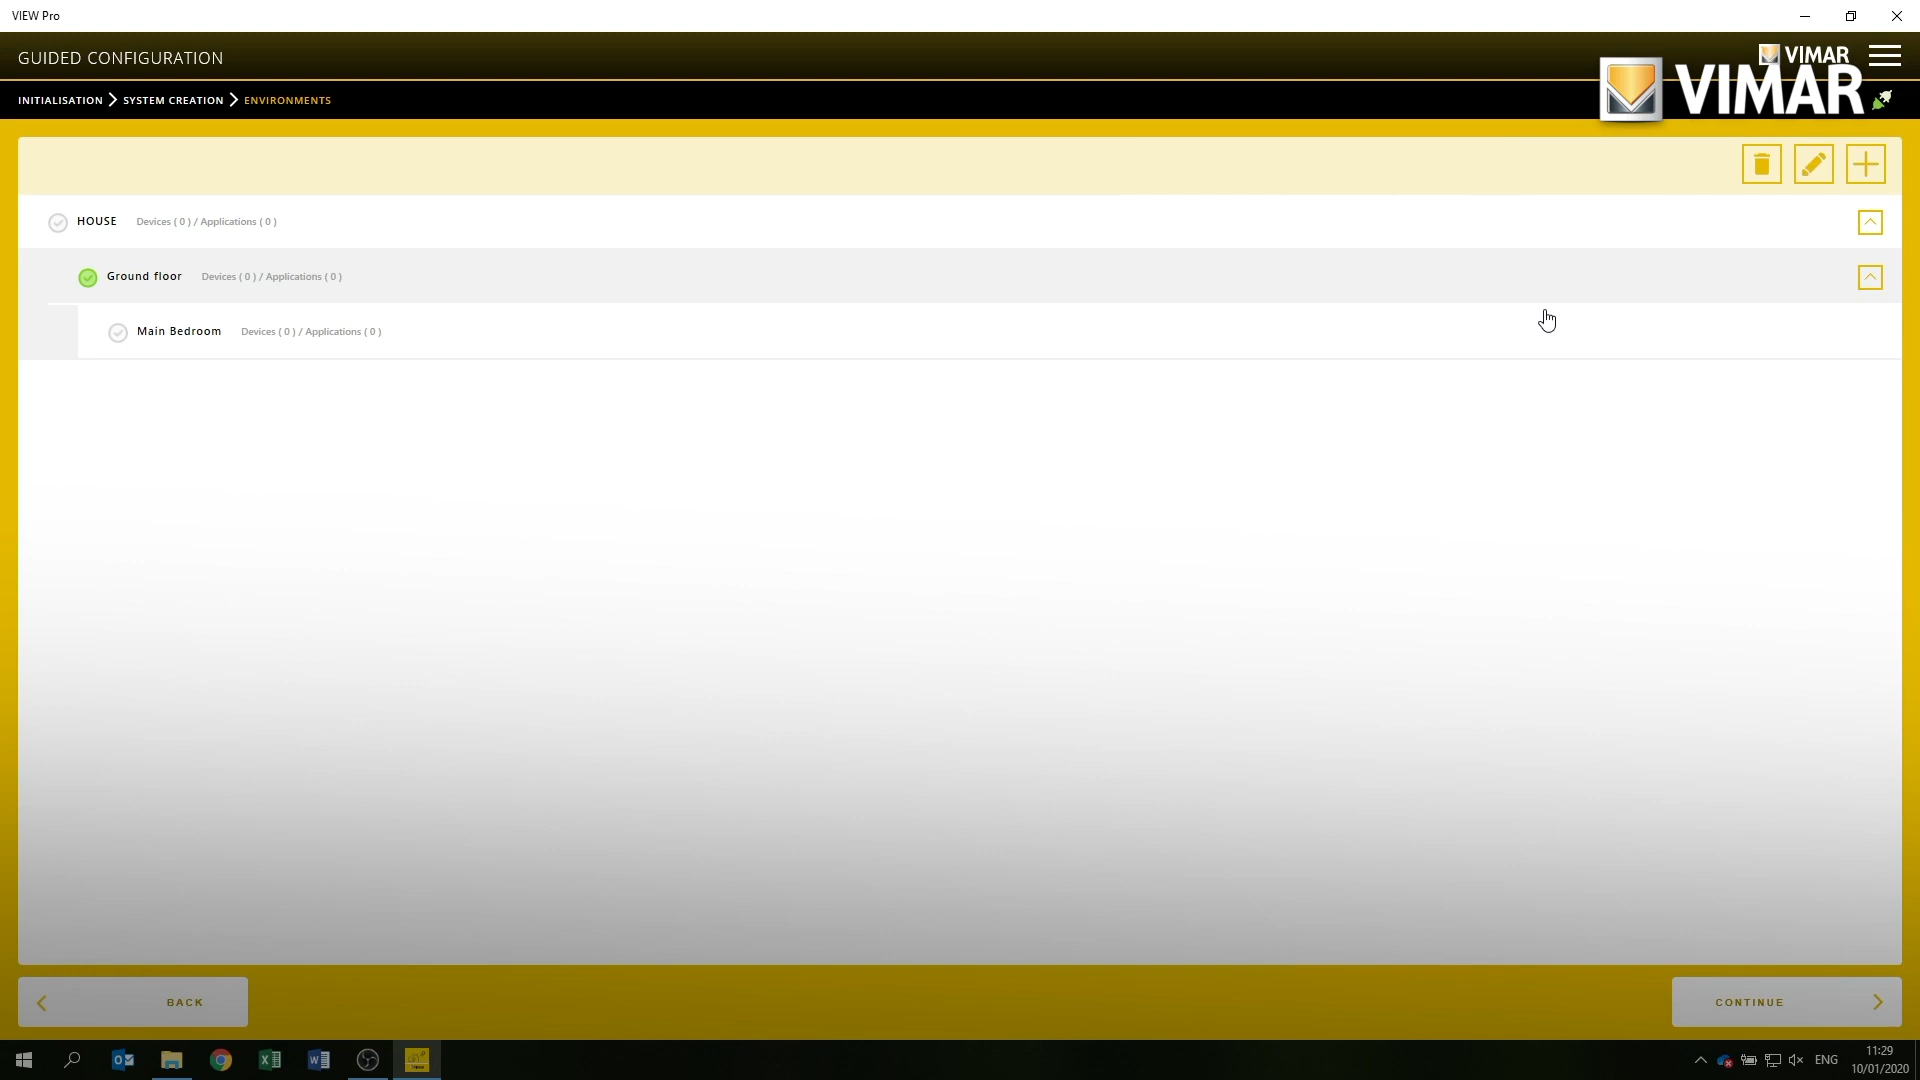 VIEW Pro
GUIDED CONFIGURATION
VIMAR
VIMAR
INITIALISATION SYSTEM CREATION ENVIRONMENTS
HOUSE Devices ( 0 ) / Applications ( 0 )
Ground floor Devices ( 0 ) / Applications ( 0 )
Main Bedroom Devices ( 0 ) / Applications ( 0 )
BACK
CONTINUE
ENG
11:29
10/01/2020